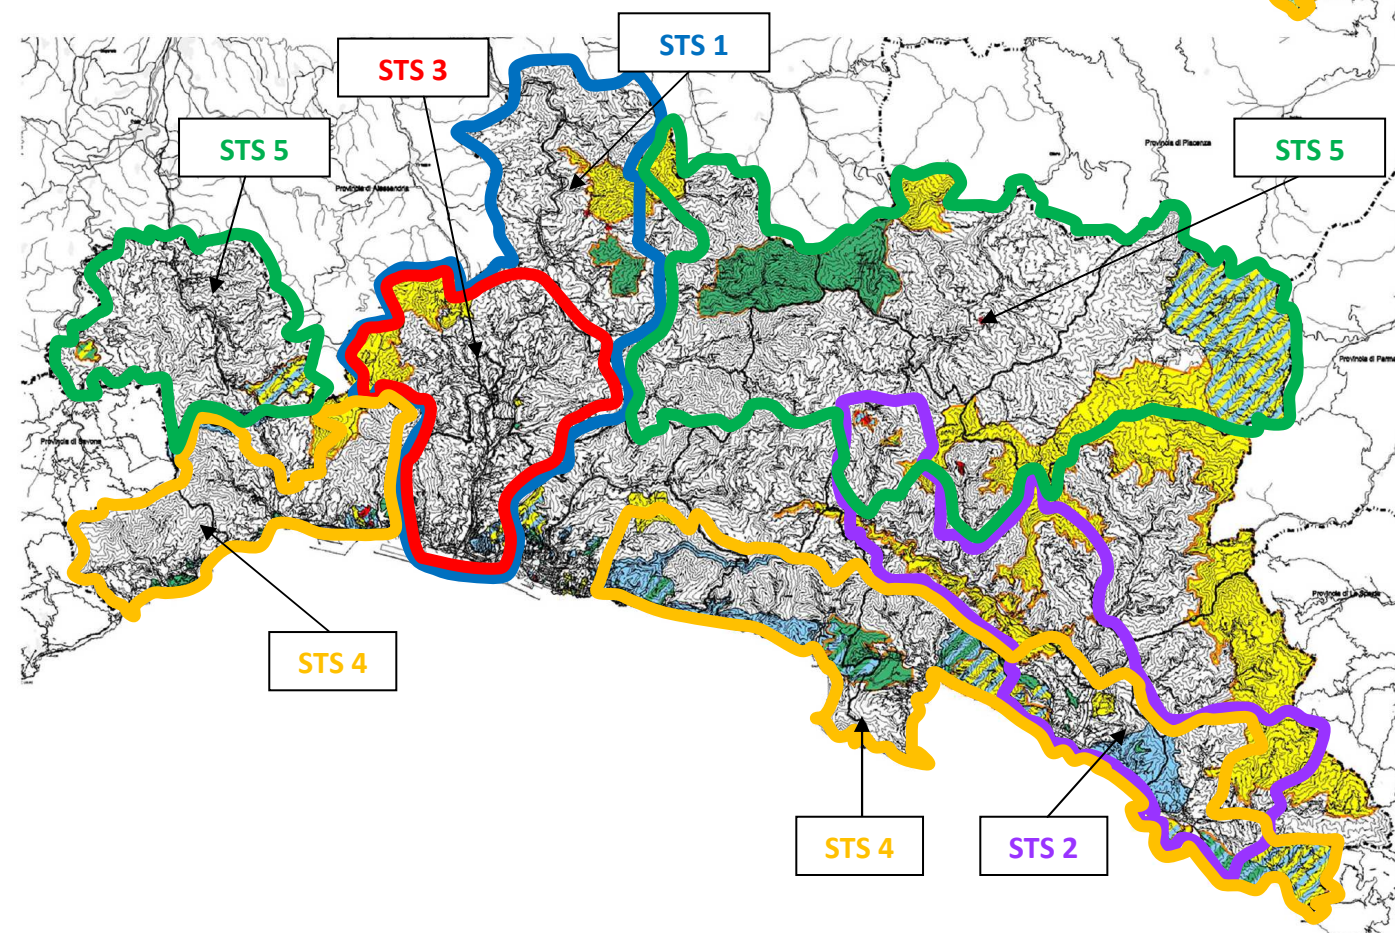 STS 1
STS 3
STS 5
STS 5
Provincia di Piacenza
Provincia di Alessandria
Provincia di Parma
Provincia di Savona
Provincia di La Spezia
STS 4
STS 4
STS 2